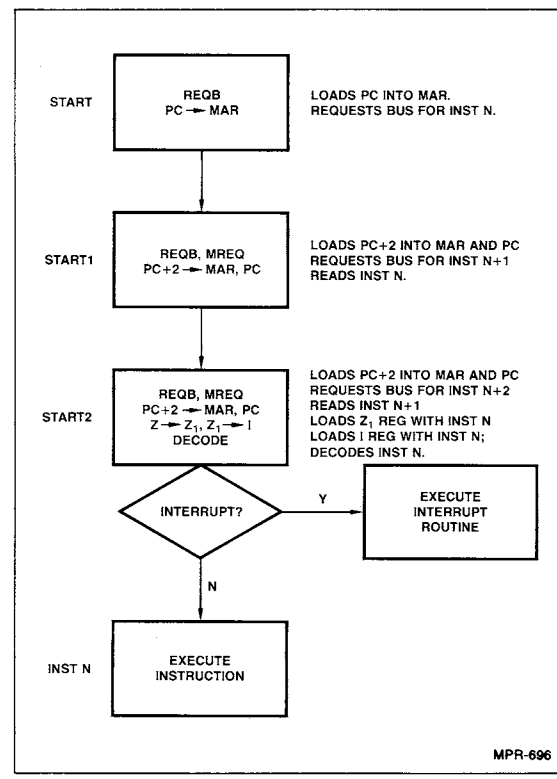 START
REQB
PC → MAR
LOADS PC INTO MAR.
REQUESTS BUS FOR INST N.
START1
REQB, MREQ
PC+2 → MAR, PC
LOADS PC+2 INTO MAR AND PC
REQUESTS BUS FOR INST N+1
READS INST N.
START2
REQB, MREQ
PC+2 → MAR, PC
Z → Z₁, Z₁ → I
DECODE
LOADS PC+2 INTO MAR AND PC
REQUESTS BUS FOR INST N+2
READS INST N+1
LOADS Z₁ REG WITH INST N
LOADS I REG WITH INST N;
DECODES INST N.
INTERRUPT?
Y
EXECUTE
INTERRUPT
ROUTINE
N
INST N
EXECUTE
INSTRUCTION
MPR-696